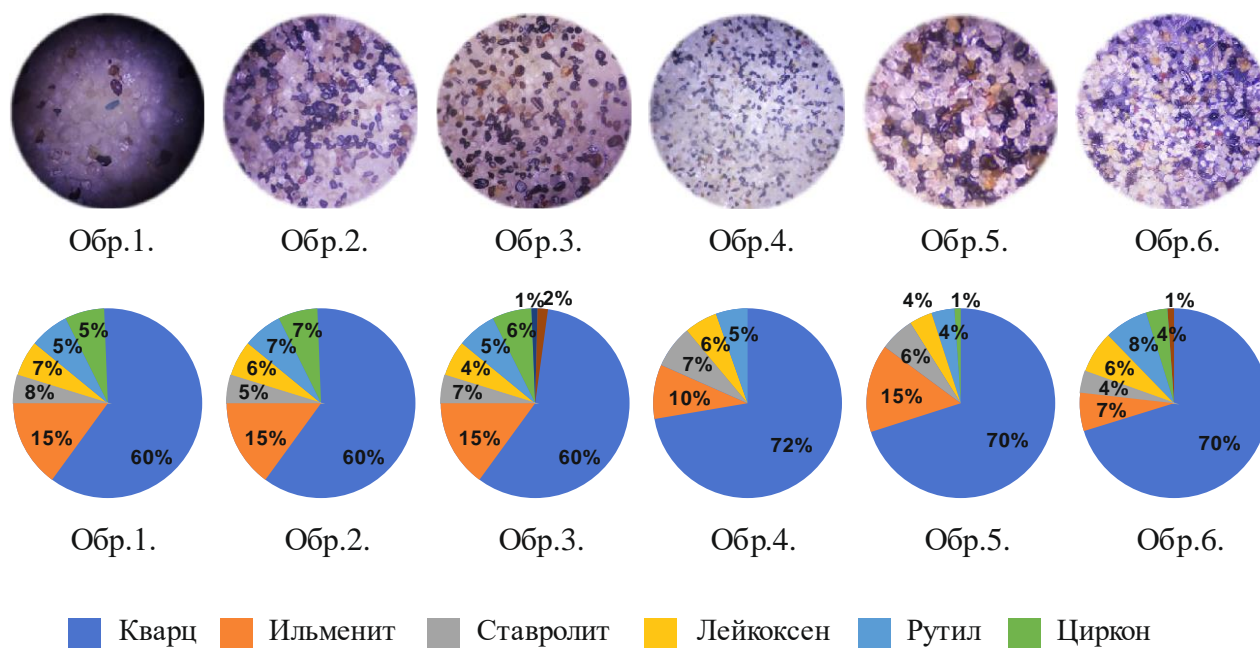 Обр.1. Обр.2. Обр.3. Обр.4. Обр.5. Обр.6.
60% 15% 8% 7% 5% 5%
60% 15% 5% 6% 7% 7%
60% 15% 7% 4% 5% 6% 1% 2%
72% 10% 7% 6% 5%
70% 15% 6% 4% 4% 1%
70% 7% 4% 6% 8% 4% 1%
Обр.1. Обр.2. Обр.3. Обр.4. Обр.5. Обр.6.
Кварц Ильменит Ставролит Лейкоксен Рутил Циркон